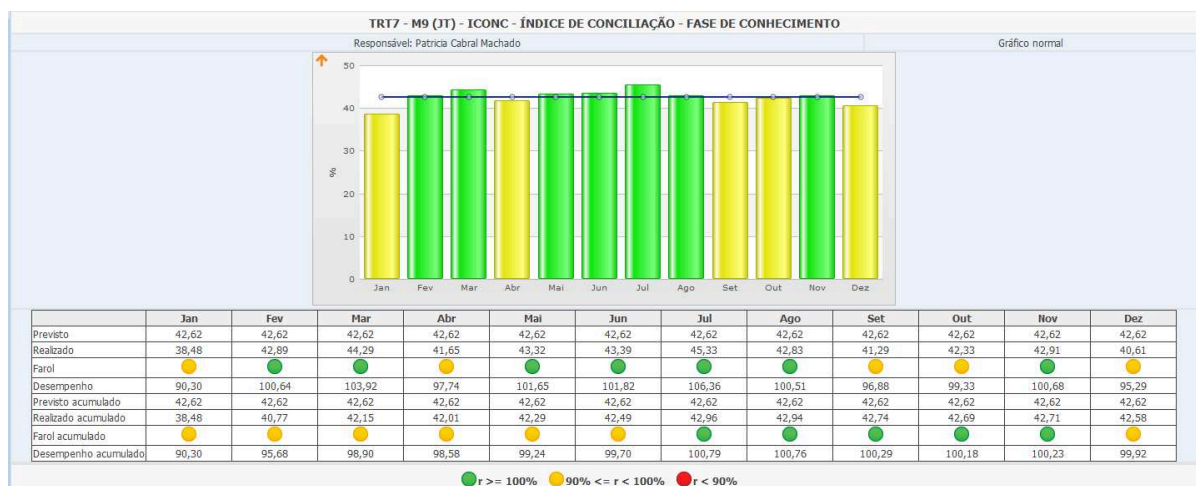 TRT7 - M9 (JT) - ICONC - ÍNDICE DE CONCILIAÇÃO - FASE DE CONHECIMENTO
Responsável: Patricia Cabral Machado Gráfico normal
50
40
30
%
20
10
0
Jan Fev Mar Abr Mai Jun Jul Ago Set Out Nov Dez
Jan Fev Mar Abr Mai Jun Jul Ago Set Out Nov Dez
Previsto 42,62 42,62 42,62 42,62 42,62 42,62 42,62 42,62 42,62 42,62 42,62 42,62
Realizado 38,48 42,89 44,29 41,65 43,32 43,39 45,33 42,83 41,29 42,33 42,91 40,61
Farol
Desempenho 90,30 100,64 103,92 97,74 101,65 101,82 106,36 100,51 96,88 99,33 100,68 95,29
Previsto acumulado 42,62 42,62 42,62 42,62 42,62 42,62 42,62 42,62 42,62 42,62 42,62 42,62
Realizado acumulado 38,48 40,77 42,15 42,01 42,29 42,49 42,96 42,94 42,74 42,69 42,71 42,58
Farol acumulado
Desempenho acumulado 90,30 95,68 98,90 98,58 99,24 99,70 100,79 100,76 100,29 100,18 100,23 99,92
r >= 100% 90% <= r < 100% r < 90%